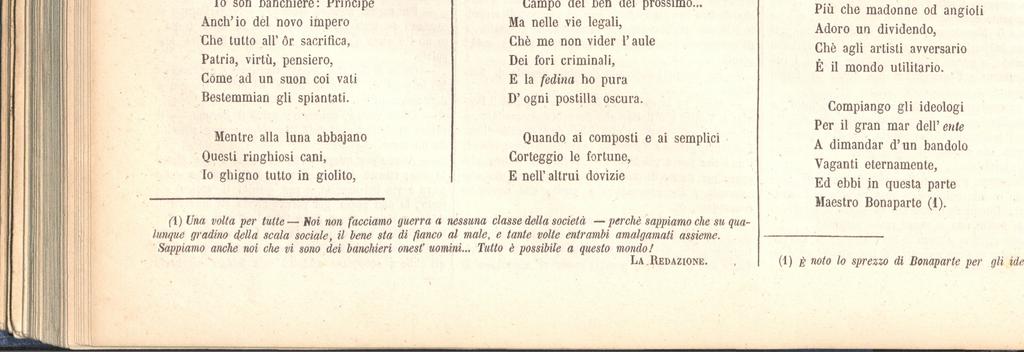 Io son banchiere: Principe
Anch'io del novo impero
Che tutto all'ôr sacrifica,
Patria, virtù, pensiero,
Come ad un suon coi vati
Bestemmian gli spiantati.
Mentre alla luna abbajano
Questi ringhiosi cani,
Io ghigno tutto in giolito,
Campo del ben del prossimo...
Ma nelle vie legali,
Chè me non vider l'aule
Dei fori criminali,
E la fedina ho pura
D'ogni postilla oscura.
Quando ai composti e ai semplici
Corteggio le fortune,
E nell'altrui dovizie
(1) Una volta per tutte — Noi non facciamo guerra a nessuna classe della società — perchè sappiamo che su qua-
lunque gradino della scala sociale, il bene sta di fianco al male, e tante volte entrambi amalgamati assieme.
Sappiamo anche noi che vi sono dei banchieri onest'uomini... Tutto è possibile a questo mondo!
LA REDAZIONE.
Più che madonne od angioli
Adoro un dividendo,
Chè agli artisti avversario
È il mondo utilitario.
Compiango gli ideologi
Per il gran mar dell'ente
A dimandar d'un bandolo
Vaganti eternamente,
Ed ebbi in questa parte
Maestro Bonaparte (1).
(1) È noto lo sprezzo di Bonaparte per gli ide